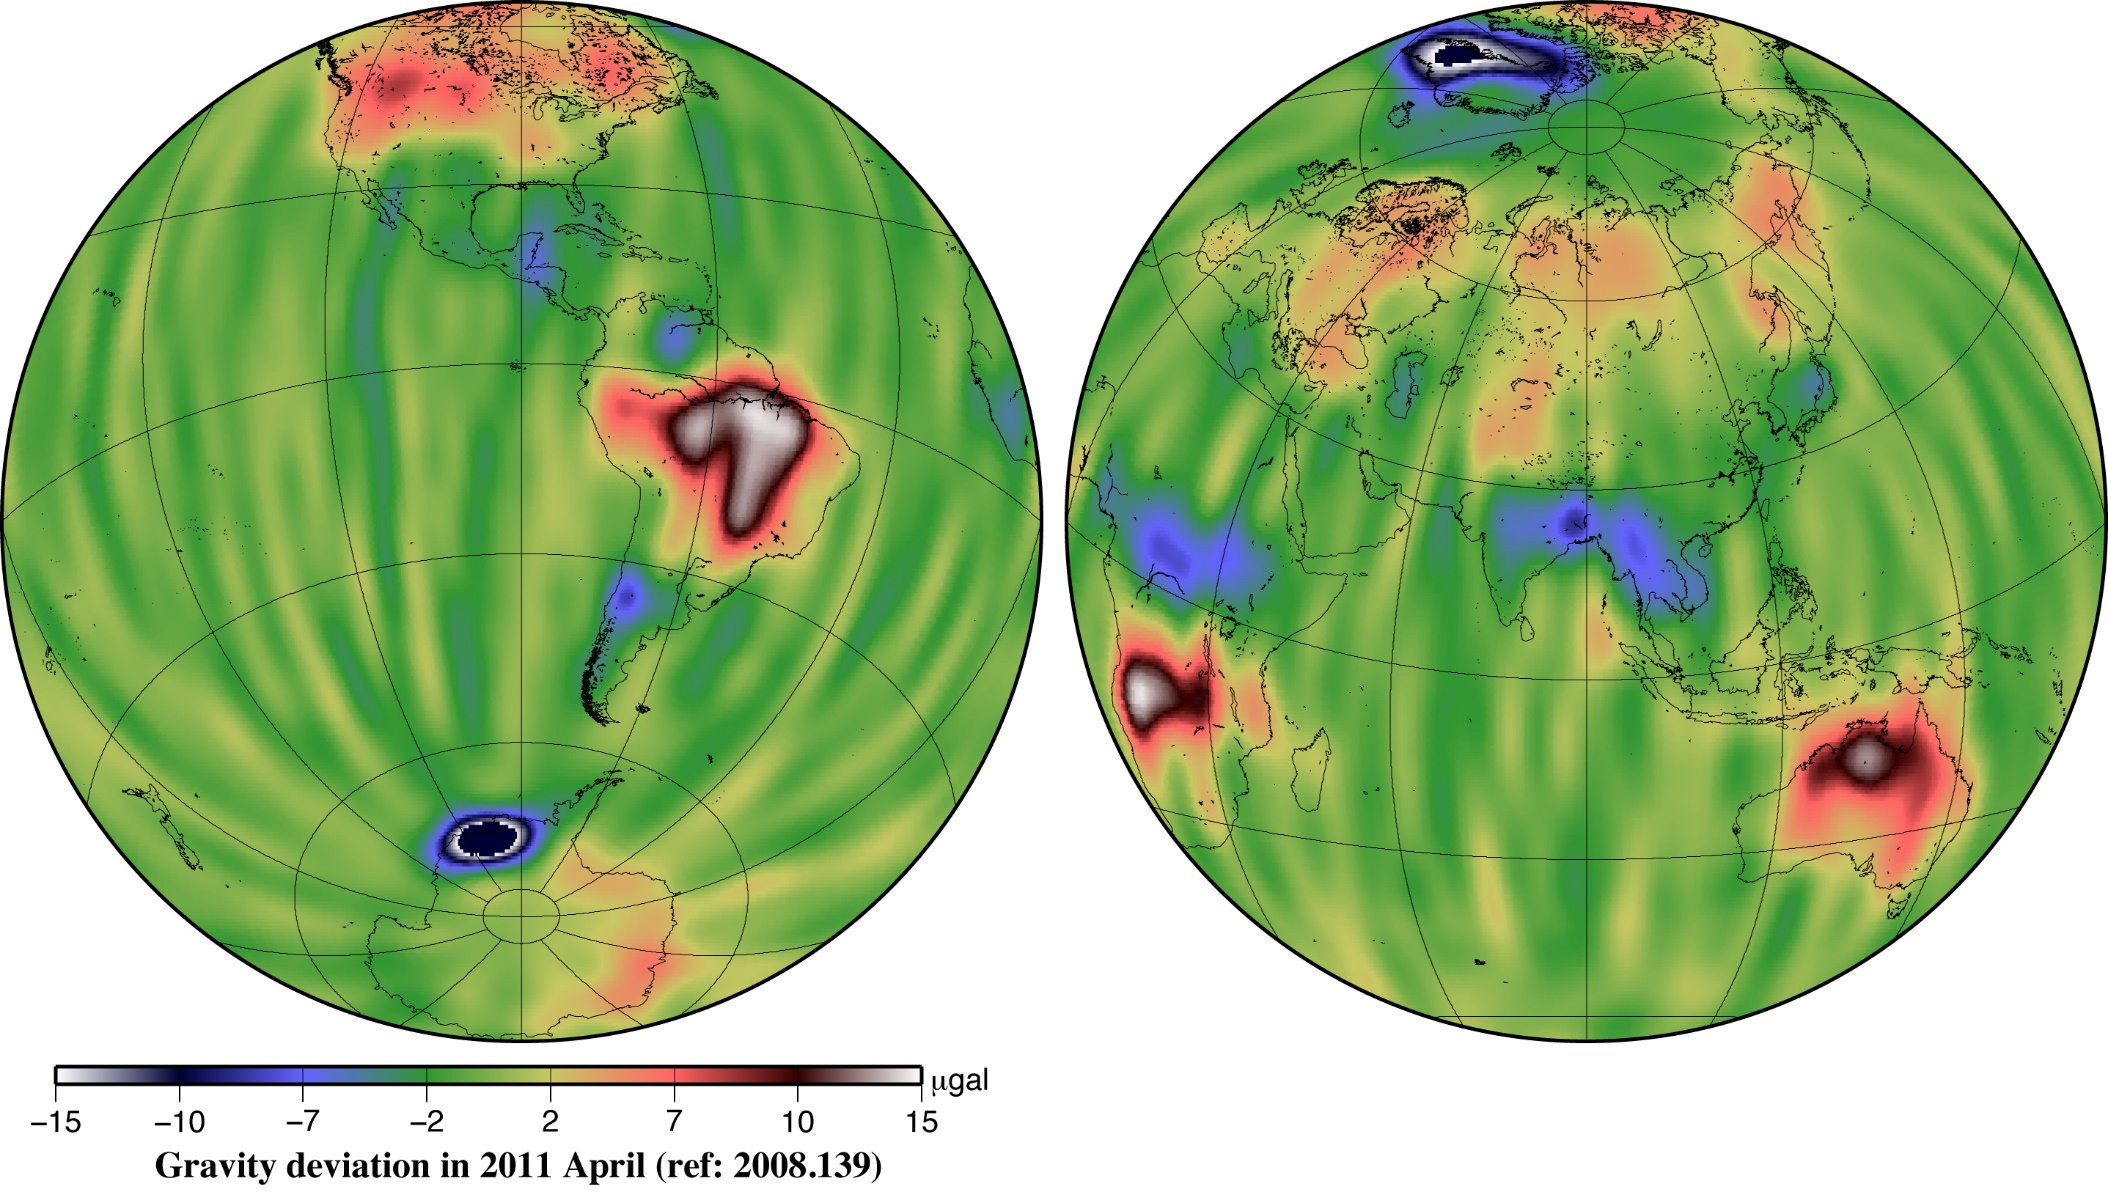 μgal
−15 −10 −7 −2 2 7 10 15
Gravity deviation in 2011 April (ref: 2008.139)